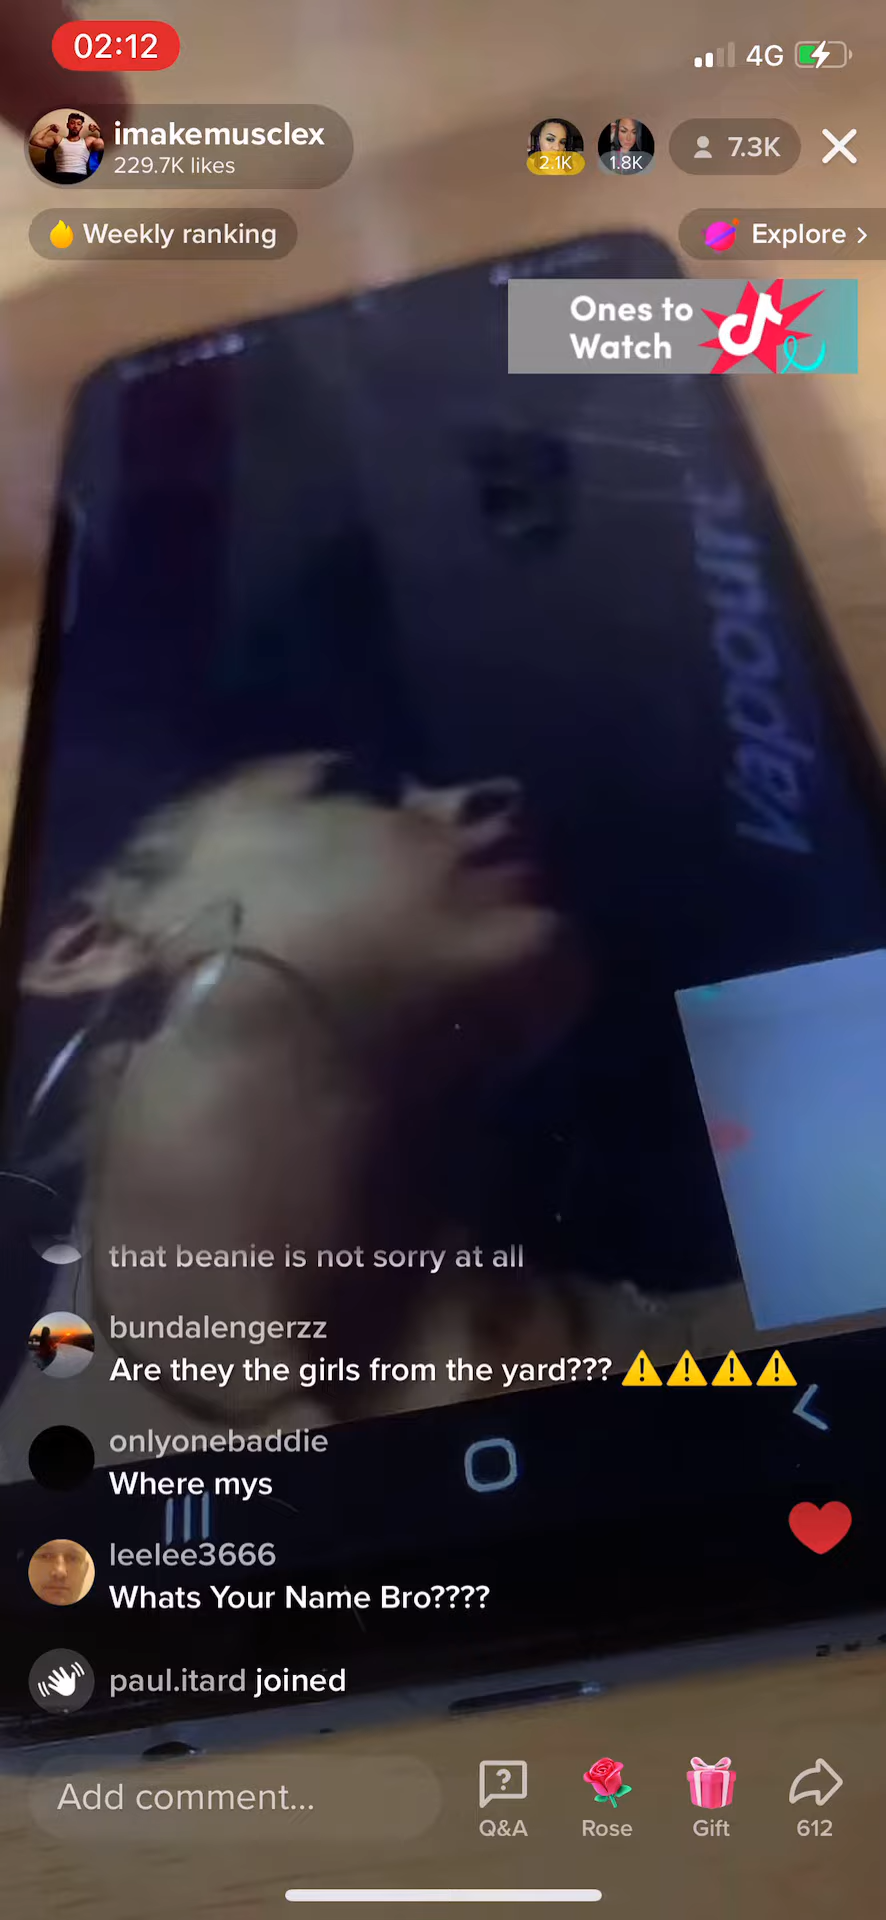 02:12
4G
imakemusclex
229.7K likes
2.1K
1.8K
7.3K
Weekly ranking
Explore >
Ones to
Watch
that beanie is not sorry at all
bundalengerzz
Are they the girls from the yard??? ⚠️⚠️⚠️⚠️
onlyonebaddie
Where mys
leelee3666
Whats Your Name Bro????
paul.itard joined
Add comment...
Q&A
Rose
Gift
612